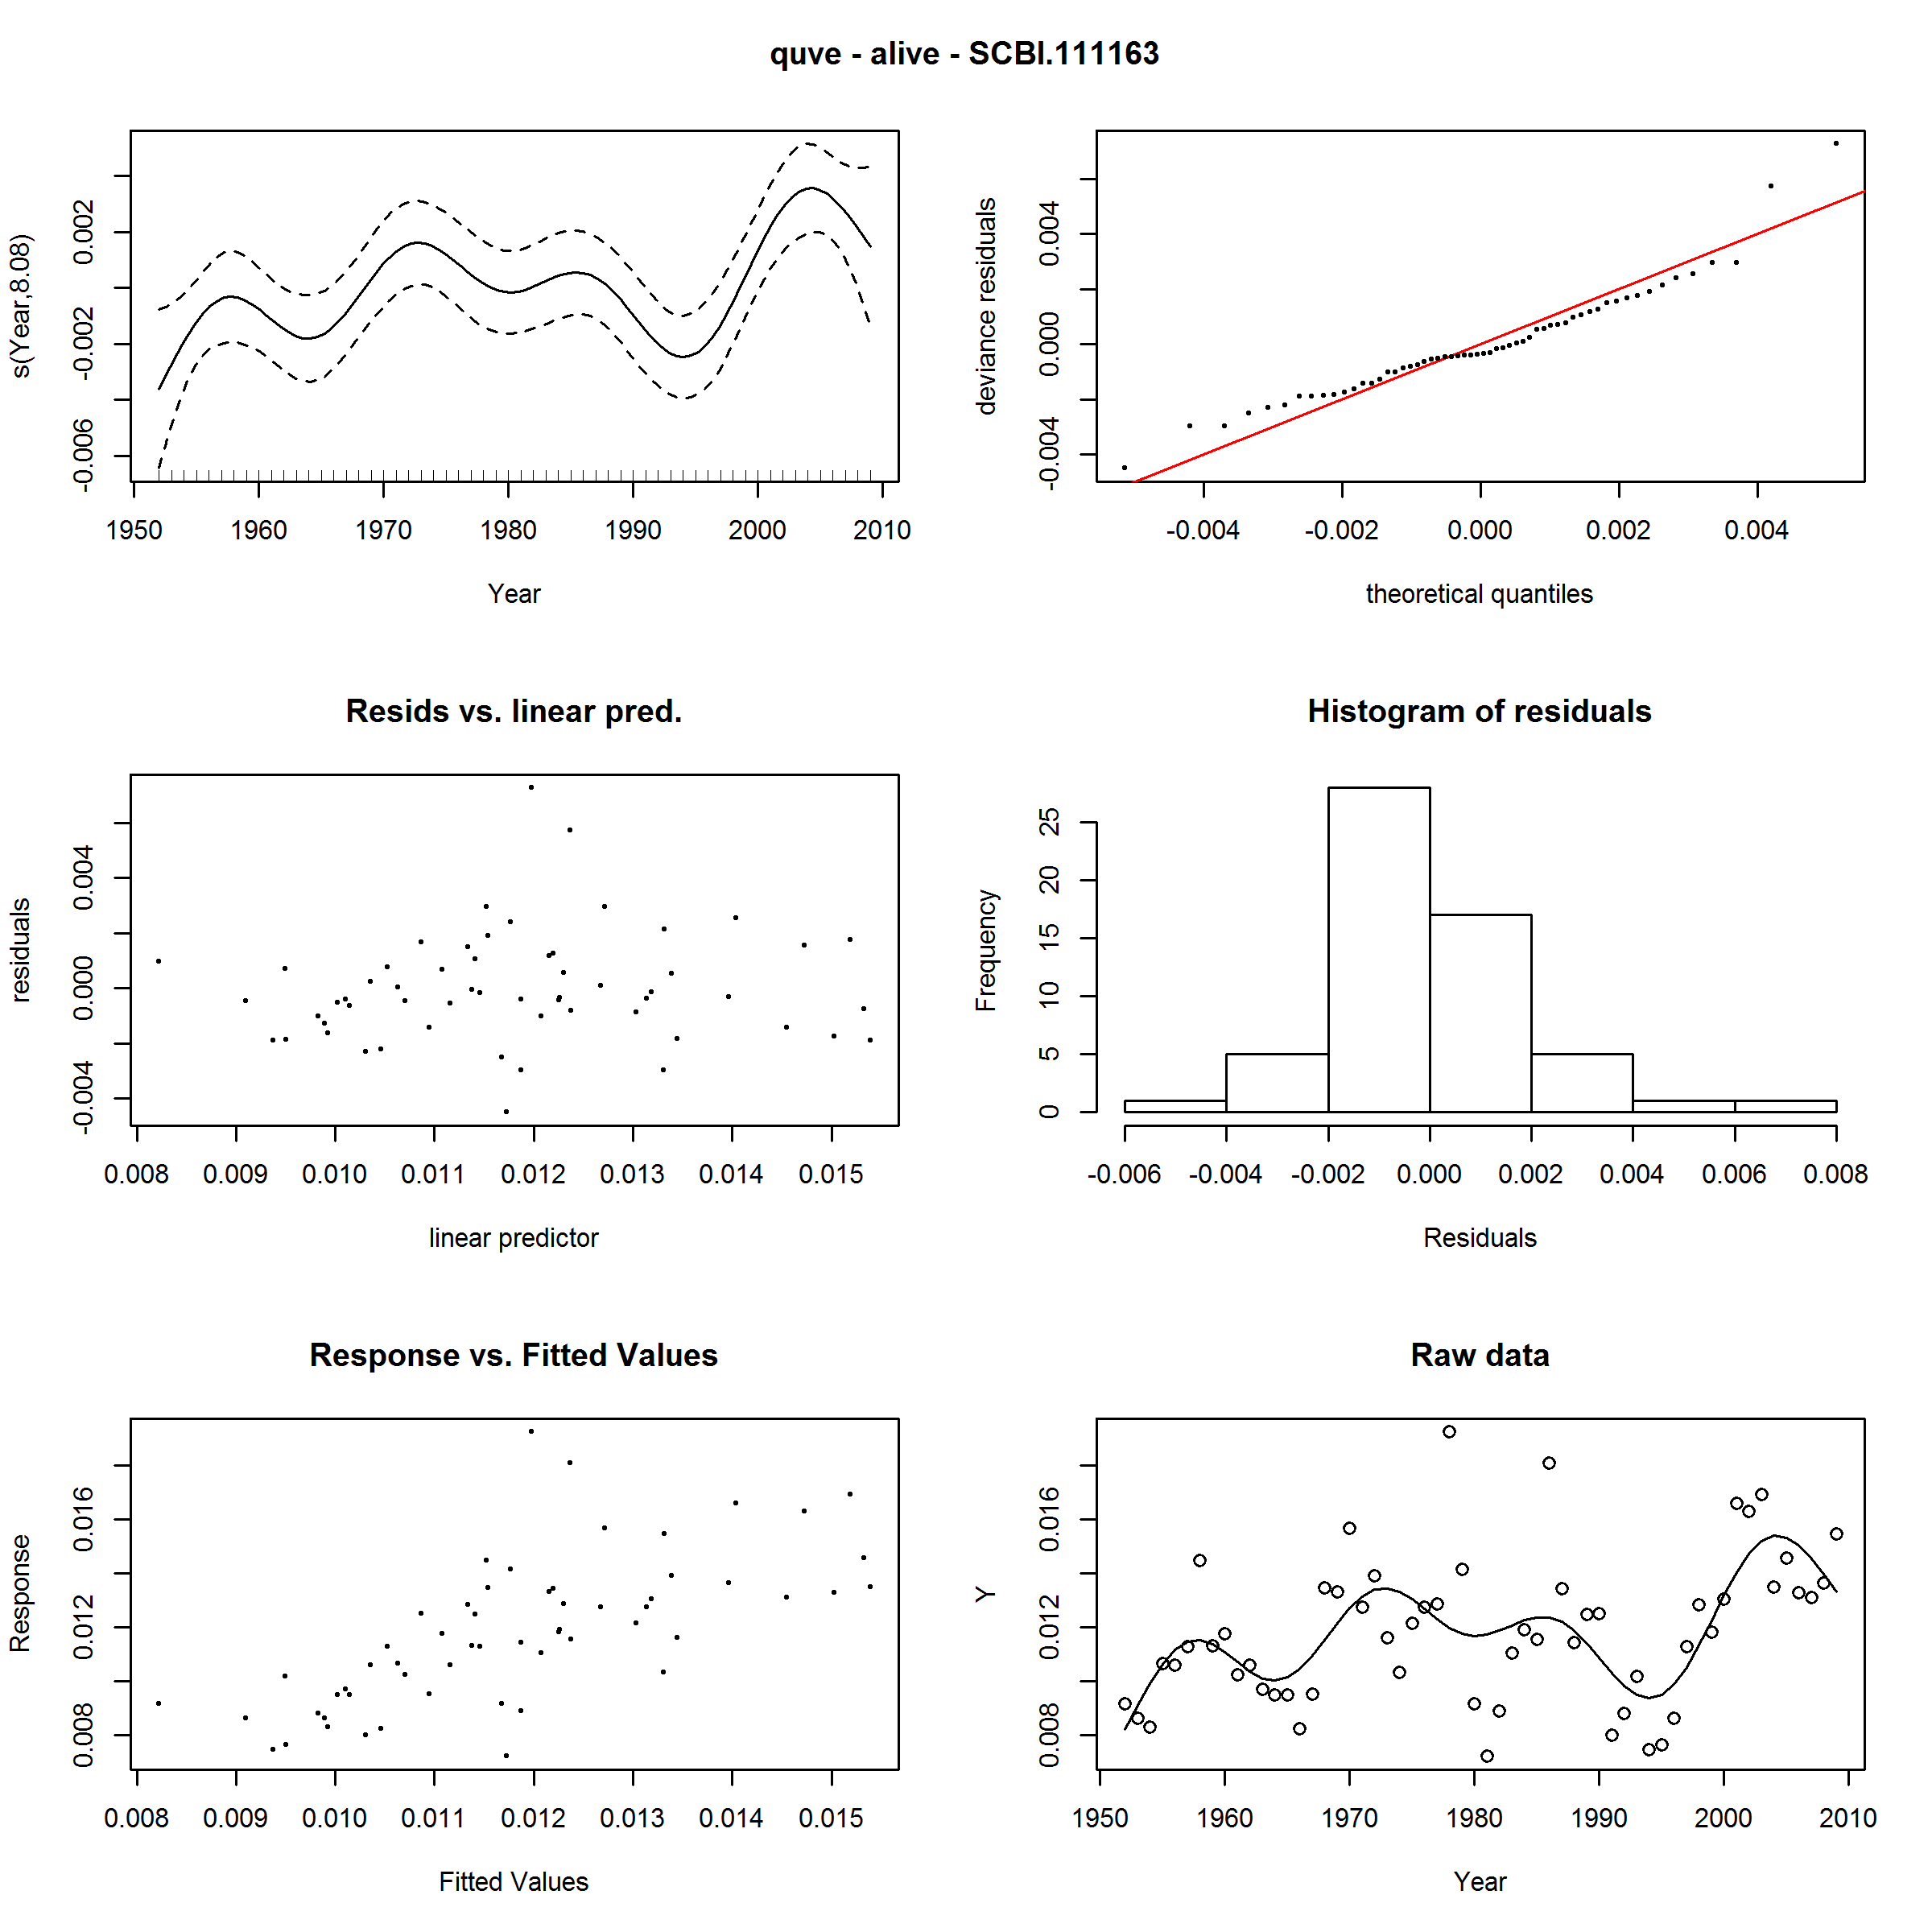 quve - alive - SCBI.111163
s(Year,8.08)
-0.006 -0.002 0.002
1950 1960 1970 1980 1990 2000 2010
Year
deviance residuals
-0.004 0.000 0.004
-0.004 -0.002 0.000 0.002 0.004
theoretical quantiles
Resids vs. linear pred.
residuals
-0.004 0.000 0.004
0.008 0.009 0.010 0.011 0.012 0.013 0.014 0.015
linear predictor
Histogram of residuals
Frequency
0 5 10 15 20 25
-0.006 -0.004 -0.002 0.000 0.002 0.004 0.006 0.008
Residuals
Response vs. Fitted Values
Response
0.008 0.012 0.016
0.008 0.009 0.010 0.011 0.012 0.013 0.014 0.015
Fitted Values
Raw data
Y
0.008 0.012 0.016
1950 1960 1970 1980 1990 2000 2010
Year